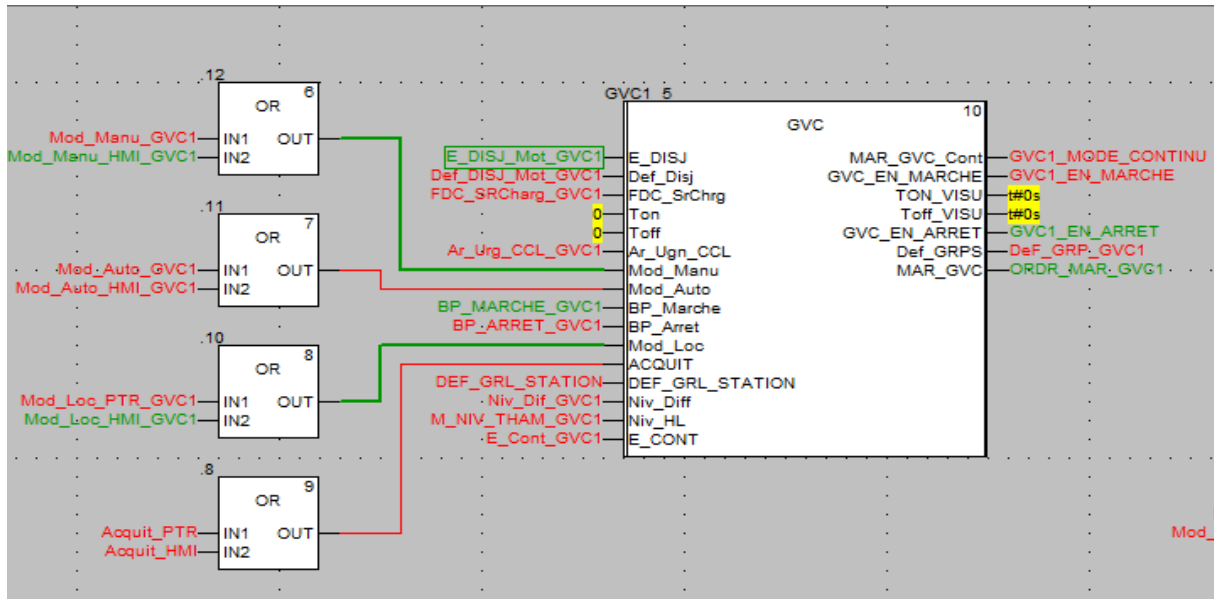 .12
6
OR
Mod_Manu_GVC1 IN1 OUT
Mod_Manu_HMI_GVC1 IN2
.11
7
OR
Mod_Auto_GVC1 IN1 OUT
Mod_Auto_HMI_GVC1 IN2
.10
8
OR
Mod_Loc_PTR_GVC1 IN1 OUT
Mod_Loc_HMI_GVC1 IN2
.8
9
OR
Acquit_PTR IN1 OUT
Acquit_HMI IN2
GVC1_5
10
GVC
E_DISJ_Mot_GVC1 E_DISJ MAR_GVC_Cont GVC1_MODE_CONTINU
Def_DISJ_Mot_GVC1 Def_Disj GVC_EN_MARCHE GVC1_EN_MARCHE
FDC_SRCharg_GVC1 FDC_SrChrg TON_VISU t#0s
0 Ton Toff_VISU t#0s
0 Toff GVC_EN_ARRET GVC1_EN_ARRET
Ar_Urg_CCL_GVC1 Ar_Ugn_CCL Def_GRPS DeF_GRP_GVC1
Mod_Manu MAR_GVC ORDR_MAR_GVC1
Mod_Auto
BP_MARCHE_GVC1 BP_Marche
BP_ARRET_GVC1 BP_Arret
Mod_Loc
ACQUIT
DEF_GRL_STATION DEF_GRL_STATION
Niv_Dif_GVC1 Niv_Diff
M_NIV_THAM_GVC1 Niv_HL
E_Cont_GVC1 E_CONT
Mod_